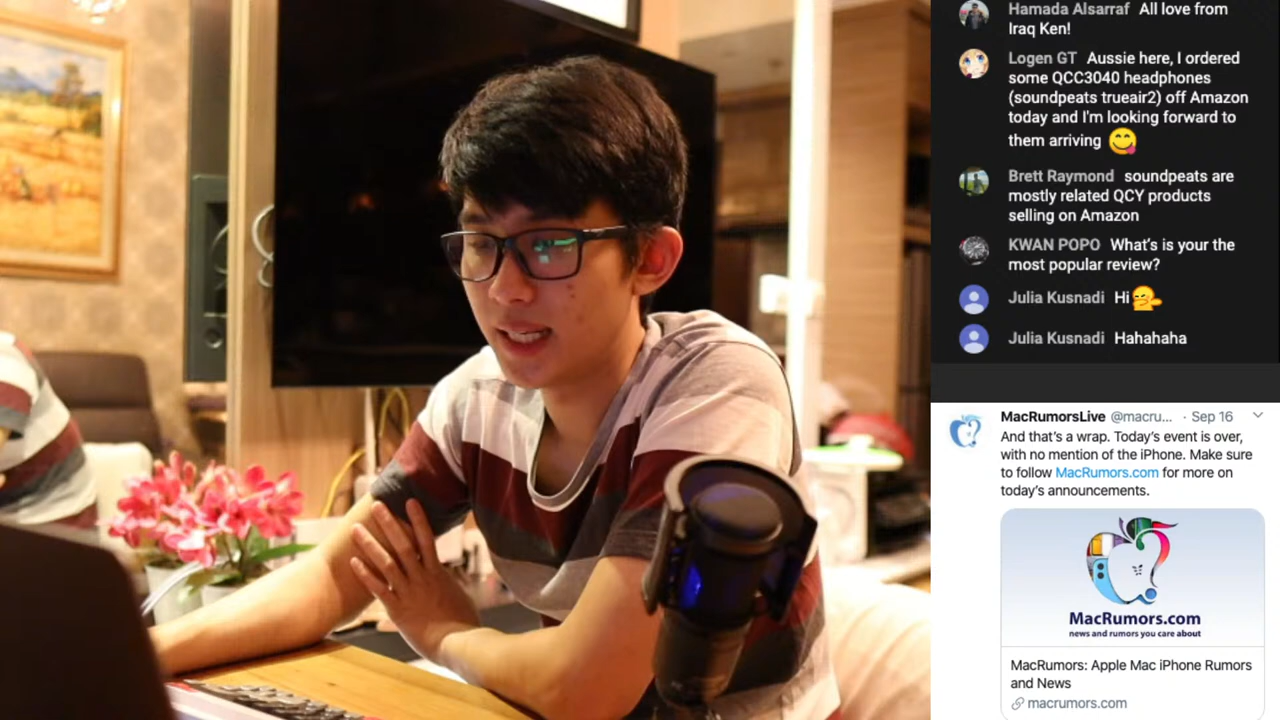 Hamada Alsarraf All love from
Iraq Ken!
Logen GT Aussie here, I ordered
some QCC3040 headphones
(soundpeats trueair2) off Amazon
today and I'm looking forward to
them arriving 😋
Brett Raymond soundpeats are
mostly related QCY products
selling on Amazon
KWAN POPO What's is your the
most popular review?
Julia Kusnadi Hi
Julia Kusnadi Hahahaha
MacRumorsLive @macru... · Sep 16
And that's a wrap. Today's event is over,
with no mention of the iPhone. Make sure
to follow MacRumors.com for more on
today's announcements.
MacRumors.com
news and rumors you care about
MacRumors: Apple Mac iPhone Rumors
and News
macrumors.com